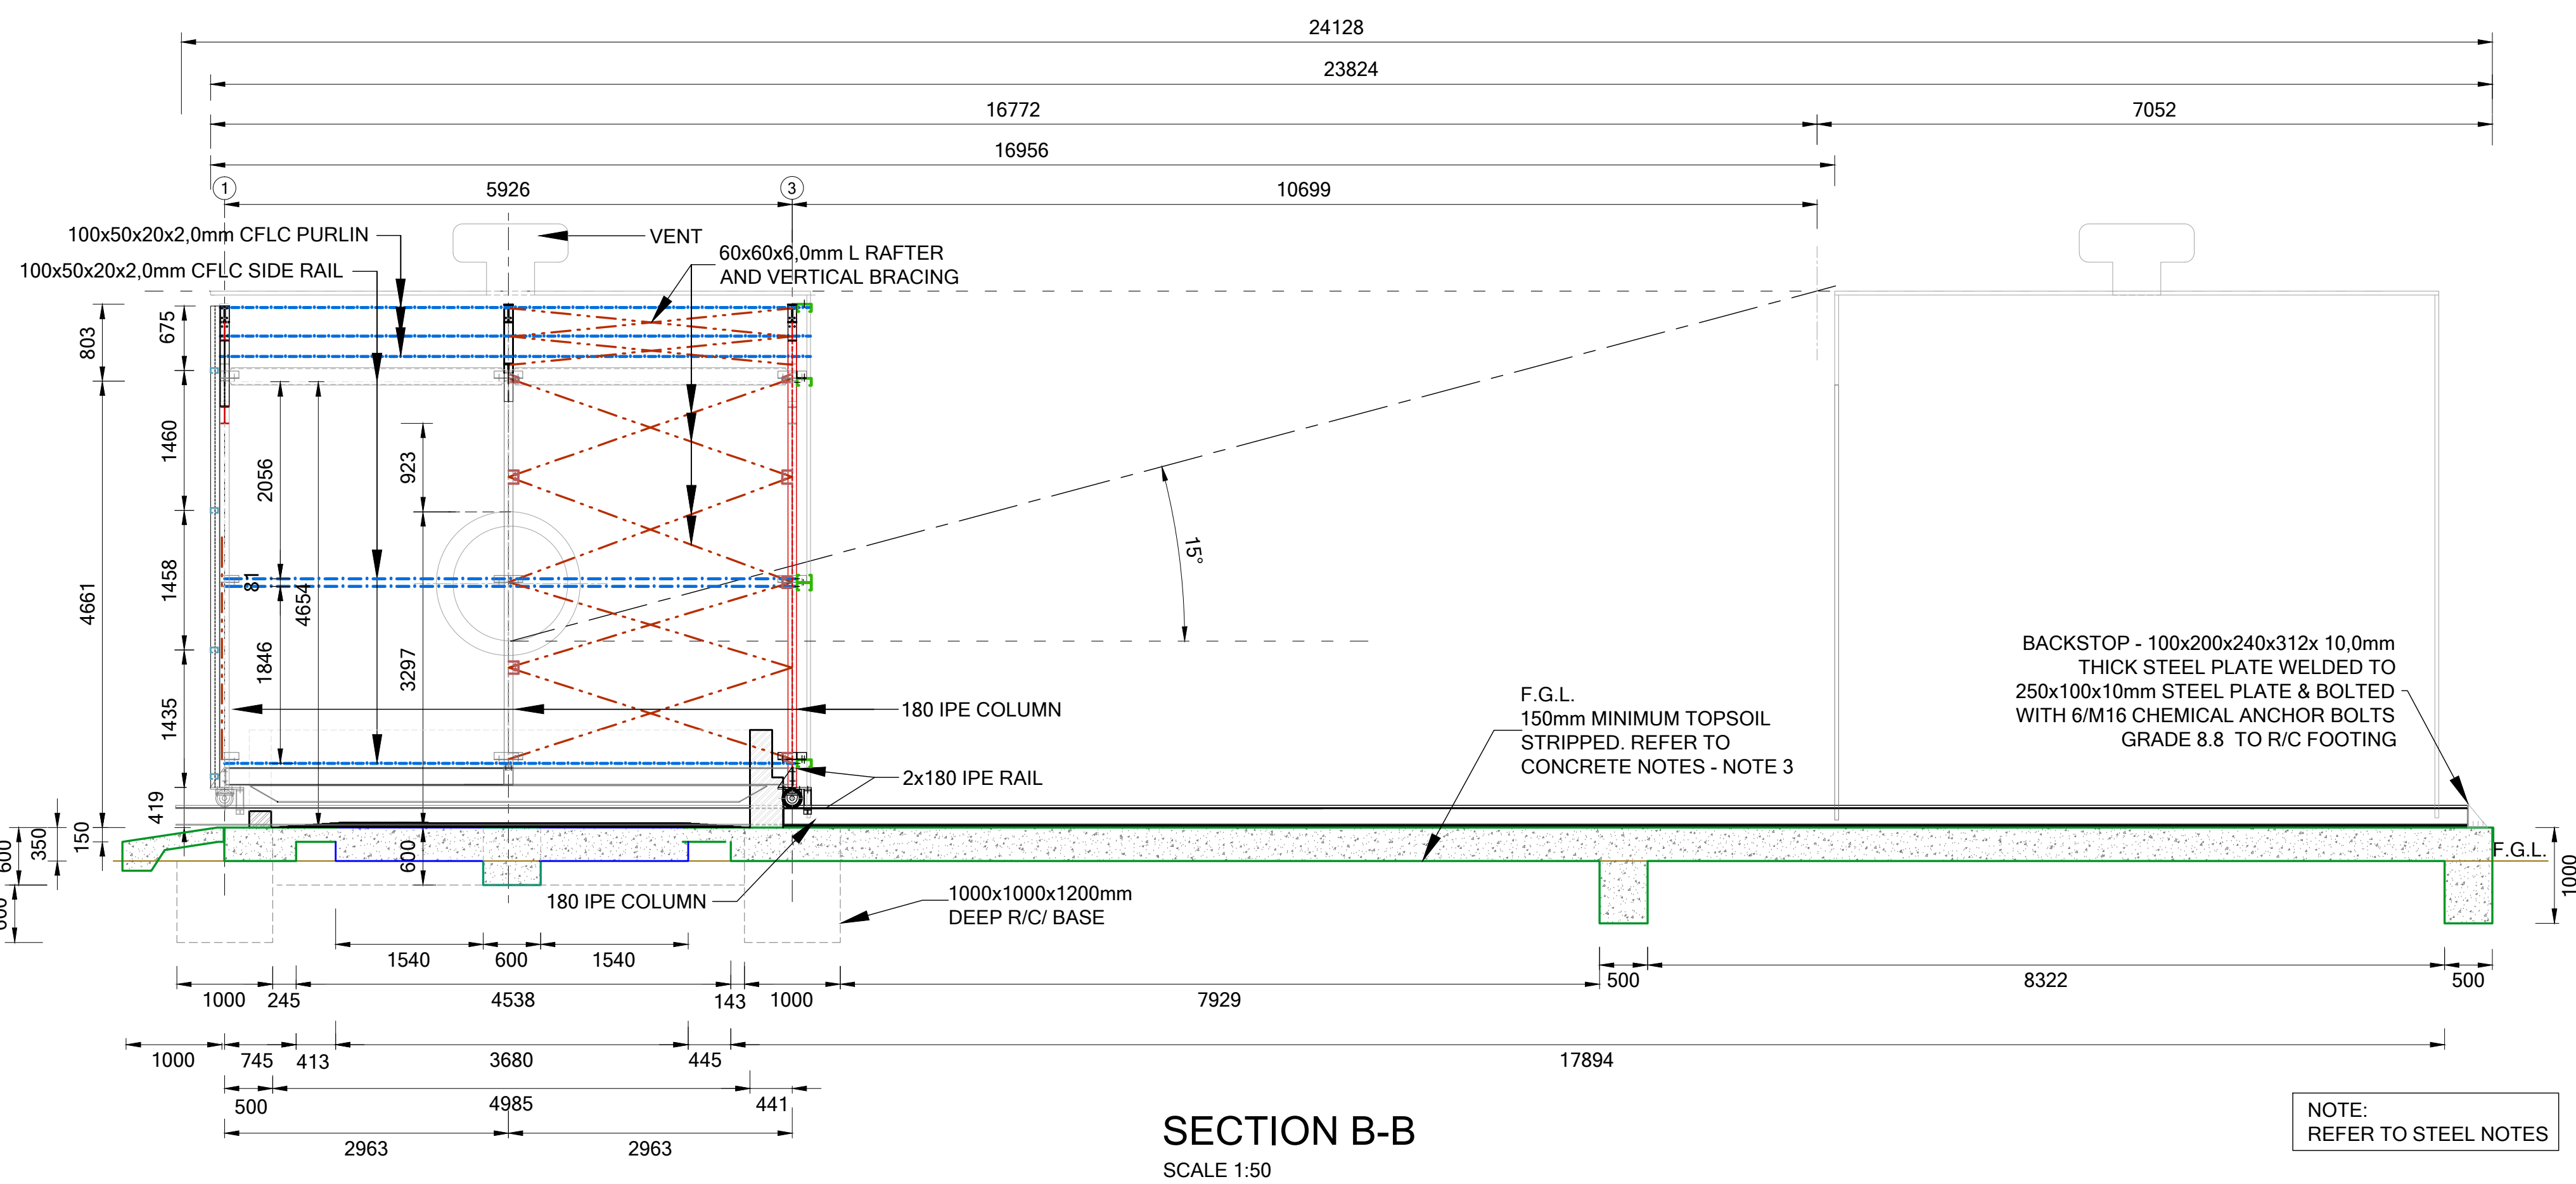 24128
23824
16772
7052
16956
1
5926
3
10699
100x50x20x2,0mm CFLC PURLIN
VENT
100x50x20x2,0mm CFLC SIDE RAIL
60x60x6,0mm L RAFTER
AND VERTICAL BRACING
803
675
1460
2056
923
15°
1458
81
4654
4661
1846
3297
1435
180 IPE COLUMN
2x180 IPE RAIL
F.G.L.
150mm MINIMUM TOPSOIL
STRIPPED. REFER TO
CONCRETE NOTES - NOTE 3
BACKSTOP - 100x200x240x312x 10,0mm
THICK STEEL PLATE WELDED TO
250x100x10mm STEEL PLATE & BOLTED
WITH 6/M16 CHEMICAL ANCHOR BOLTS
GRADE 8.8 TO R/C FOOTING
419
150
350
600
600
F.G.L.
1000
180 IPE COLUMN
1000x1000x1200mm
DEEP R/C/ BASE
1540
600
1540
1000
245
4538
143
1000
7929
500
8322
500
1000
745
413
3680
445
17894
500
4985
441
2963
2963
SECTION B-B
SCALE 1:50
NOTE:
REFER TO STEEL NOTES